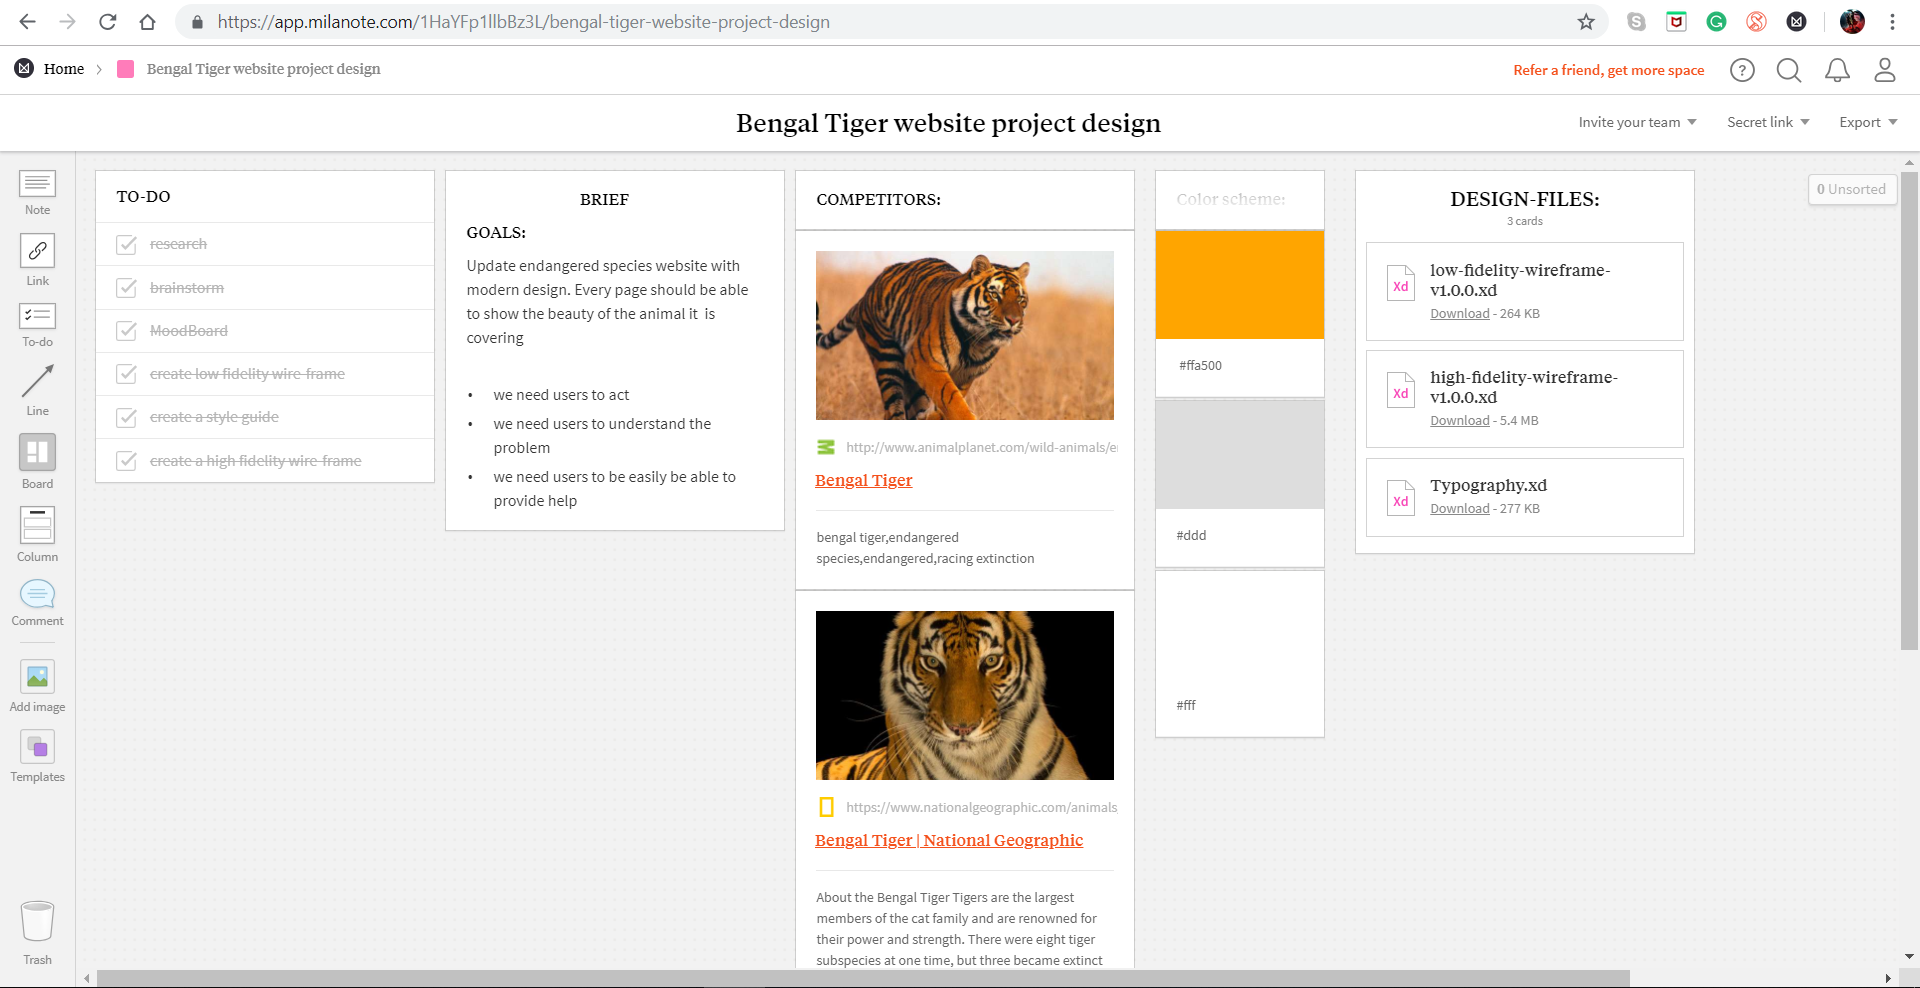 https://app.milanote.com/1HaYFp1llbBz3L/bengal-tiger-website-project-design
Home
Bengal Tiger website project design
Refer a friend, get more space
Bengal Tiger website project design
Invite your team
Secret link
Export
Note
Link
To-do
Line
Board
Column
Comment
Add image
Templates
Trash
TO-DO
research
brainstorm
MoodBoard
create low fidelity wire-frame
create a style guide
create a high fidelity wire-frame
BRIEF
GOALS:
Update endangered species website with
modern design. Every page should be able
to show the beauty of the animal it is
covering
• we need users to act
• we need users to understand the
problem
• we need users to be easily be able to
provide help
COMPETITORS:
http://www.animalplanet.com/wild-animals/e
Bengal Tiger
bengal tiger,endangered
species,endangered,racing extinction
https://www.nationalgeographic.com/animals
Bengal Tiger | National Geographic
About the Bengal Tiger Tigers are the largest
members of the cat family and are renowned for
their power and strength. There were eight tiger
subspecies at one time, but three became extinct
Color scheme:
#ffa500
#ddd
#fff
DESIGN-FILES:
3 cards
Xd
low-fidelity-wireframe-
v1.0.0.xd
Download - 264 KB
Xd
high-fidelity-wireframe-
v1.0.0.xd
Download - 5.4 MB
Xd
Typography.xd
Download - 277 KB
0 Unsorted